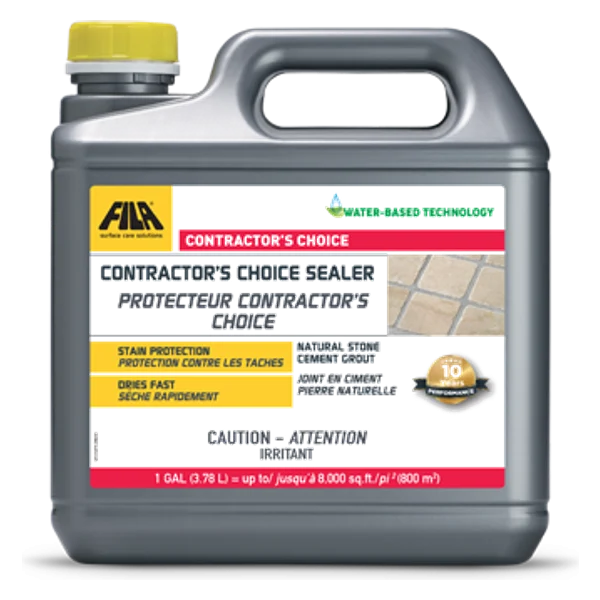 FILA
surface care solutions
WATER-BASED TECHNOLOGY
CONTRACTOR'S CHOICE
CONTRACTOR'S CHOICE SEALER
PROTECTEUR CONTRACTOR'S
CHOICE
STAIN PROTECTION
PROTECTION CONTRE LES TACHES
DRIES FAST
SÈCHE RAPIDEMENT
NATURAL STONE
CEMENT GROUT
JOINT EN CIMENT
PIERRE NATURELLE
10
Years
PERFORMANCE
CAUTION – ATTENTION
IRRITANT
1 GAL (3.78 L) = up to/ jusqu'à 8,000 sq.ft./pi² (800 m²)